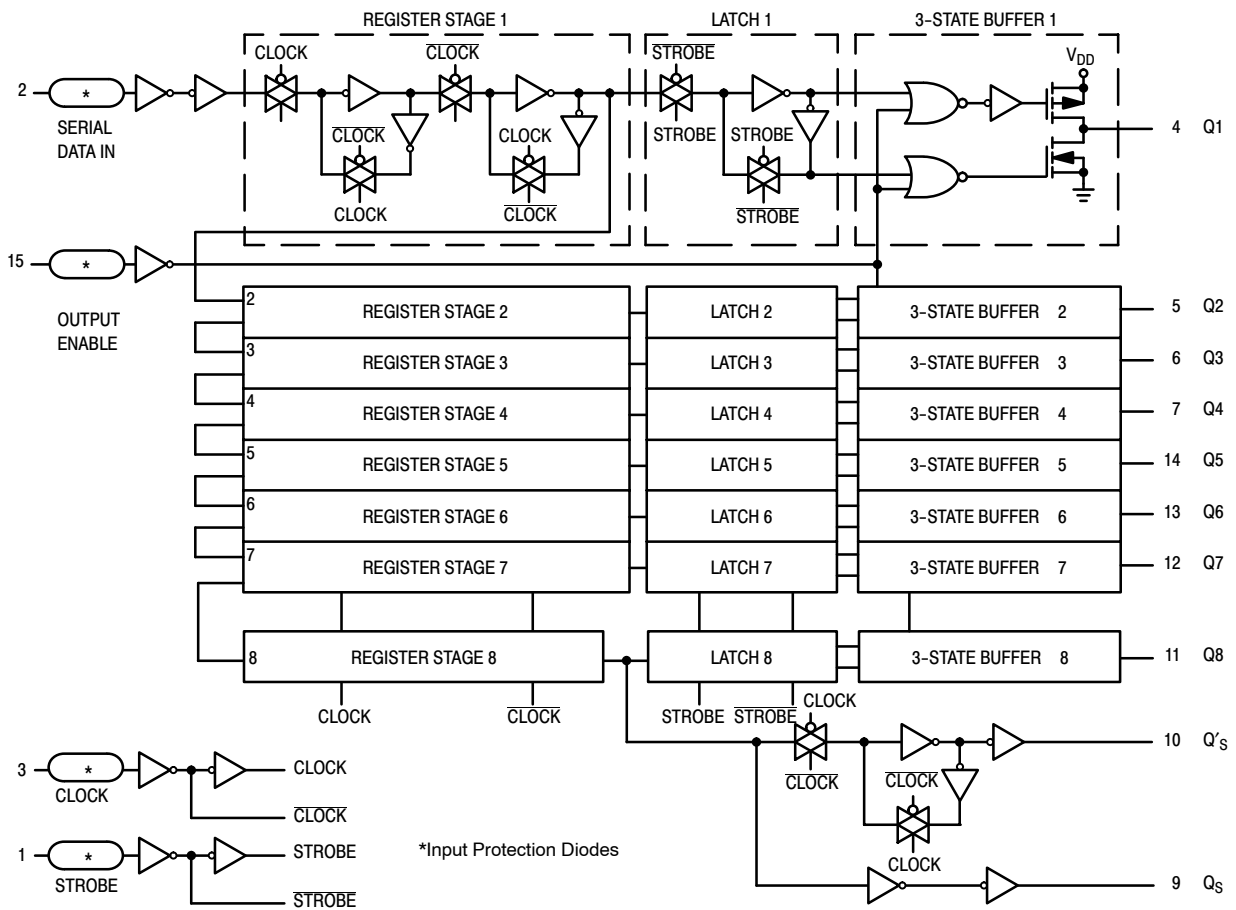 REGISTER STAGE 1
LATCH 1
3-STATE BUFFER 1
CLOCK
CLOCK
STROBE
VDD
2
*
SERIAL
DATA IN
CLOCK
CLOCK
CLOCK
CLOCK
STROBE
STROBE
STROBE
4 Q1
15
*
OUTPUT
ENABLE
2 REGISTER STAGE 2 LATCH 2 3-STATE BUFFER 2 5 Q2
3 REGISTER STAGE 3 LATCH 3 3-STATE BUFFER 3 6 Q3
4 REGISTER STAGE 4 LATCH 4 3-STATE BUFFER 4 7 Q4
5 REGISTER STAGE 5 LATCH 5 3-STATE BUFFER 5 14 Q5
6 REGISTER STAGE 6 LATCH 6 3-STATE BUFFER 6 13 Q6
7 REGISTER STAGE 7 LATCH 7 3-STATE BUFFER 7 12 Q7
8 REGISTER STAGE 8 LATCH 8 3-STATE BUFFER 8 11 Q8
CLOCK
CLOCK
STROBE
STROBE
CLOCK
CLOCK
CLOCK
CLOCK
10 Q′S
9 QS
3
*
CLOCK
CLOCK
CLOCK
1
*
STROBE
STROBE
STROBE
*Input Protection Diodes